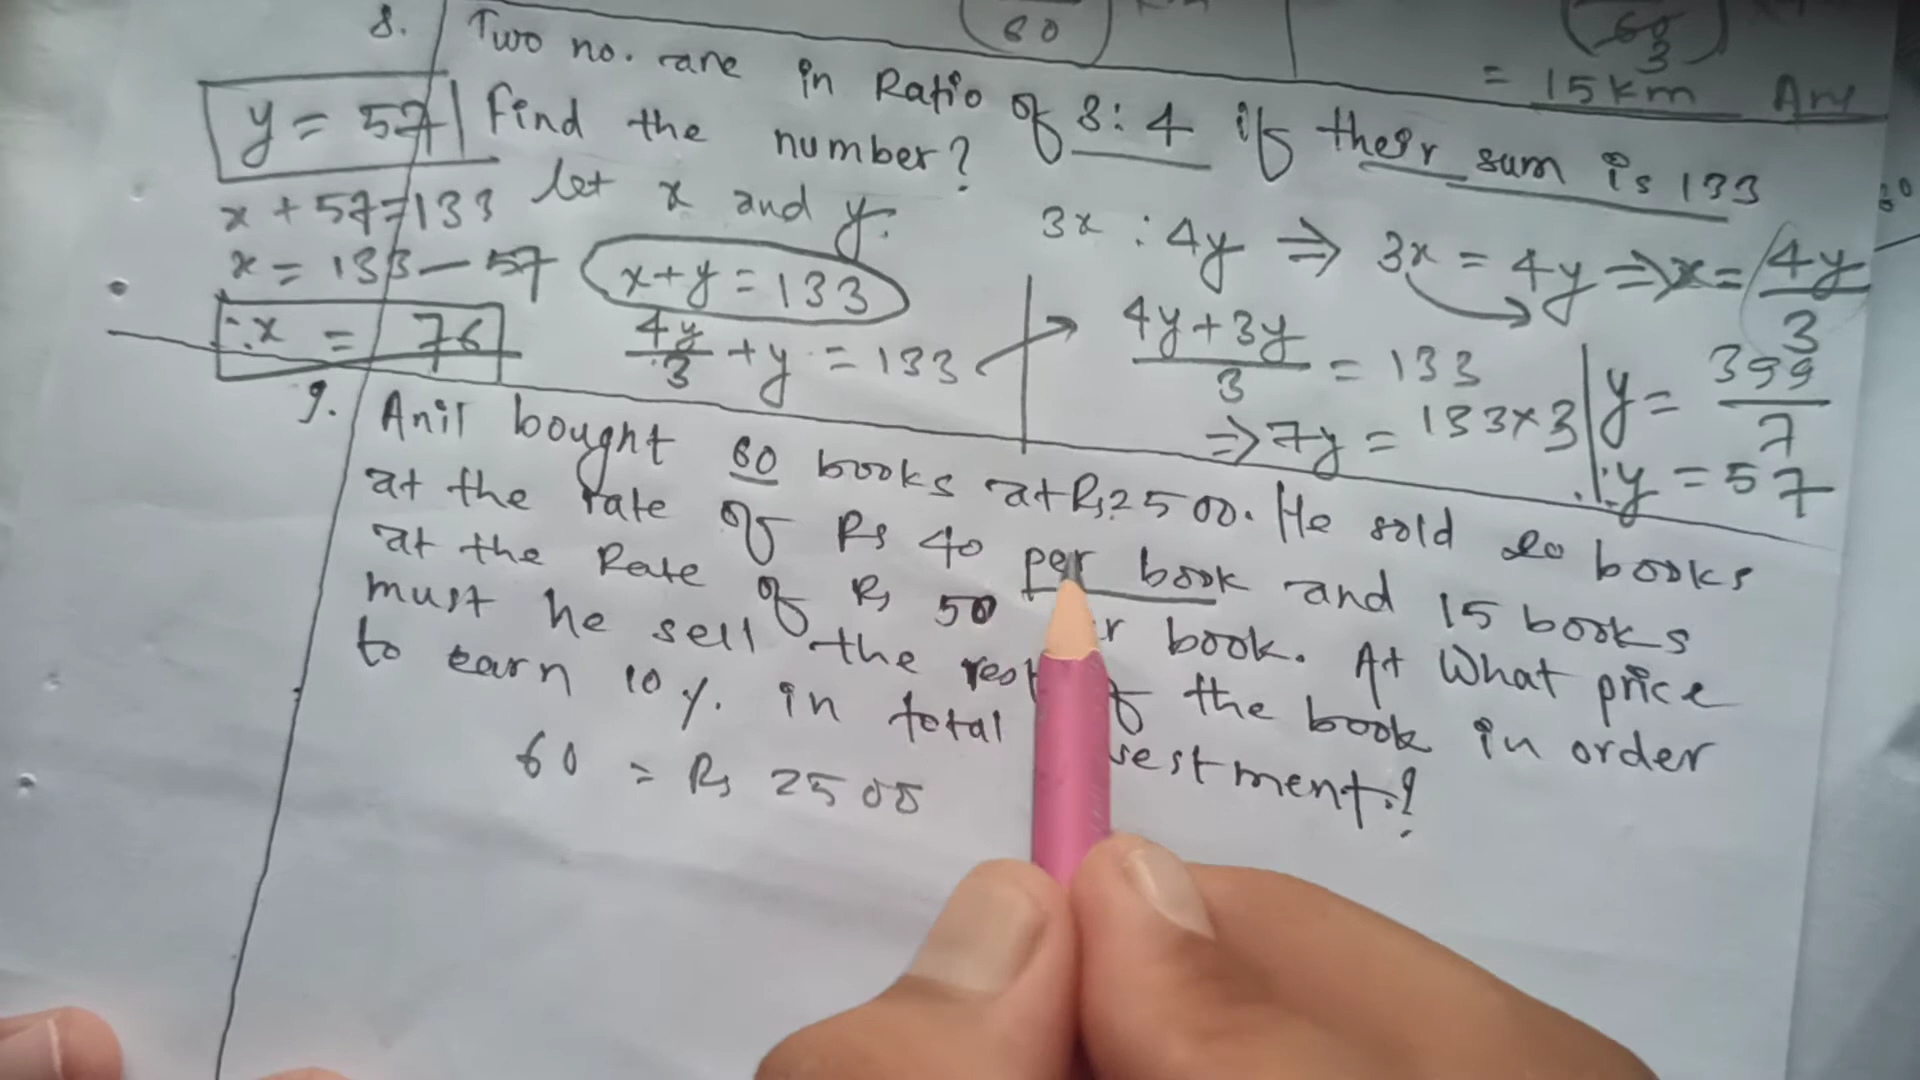 60
60
3
= 15 km Ans
8. Two no. are in Ratio of 3:4 if their sum is 133
Find the number?
y = 57
let x and y.
x + 57 = 133
x = 133 - 57
∴ x = 76
x + y = 133
4y/3 + y = 133
3x : 4y ⇒ 3x = 4y ⇒ x = 4y/3
4y + 3y/3 = 133
⇒ 7y = 133 × 3
y = 399/7
∴ y = 57
9. Anil bought 60 books at Rs 2500. He sold 20 books
at the rate of Rs 40 per book and 15 books
at the Rate of Rs 50 book. At What price
must he sell the the book in order
to earn 10 %. in total
60 = Rs 2500